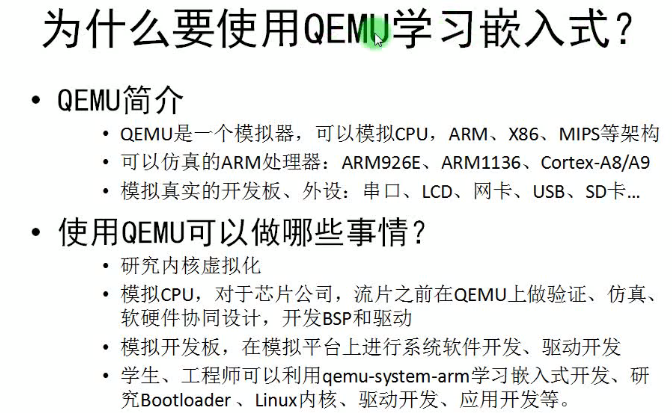 为什么要使用QEMU学习嵌入式？
• QEMU简介
• QEMU是一个模拟器，可以模拟CPU，ARM、X86、MIPS等架构
• 可以仿真的ARM处理器：ARM926E、ARM1136、Cortex-A8/A9
• 模拟真实的开发板、外设：串口、LCD、网卡、USB、SD卡...
• 使用QEMU可以做哪些事情？
• 研究内核虚拟化
• 模拟CPU，对于芯片公司，流片之前在QEMU上做验证、仿真、
软硬件协同设计，开发BSP和驱动
• 模拟开发板，在模拟平台上进行系统软件开发、驱动开发
• 学生、工程师可以利用qemu-system-arm学习嵌入式开发、研
究Bootloader 、Linux内核、驱动开发、应用开发等。